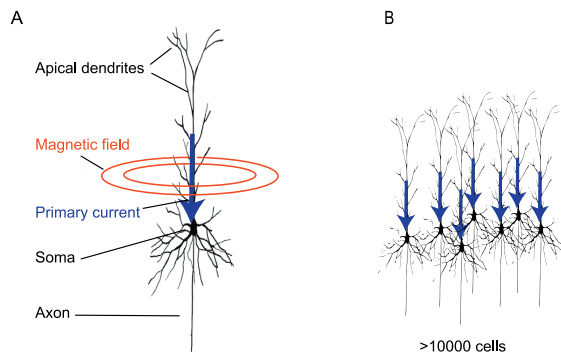 A
Apical dendrites
Magnetic field
Primary current
Soma
Axon
B
>10000 cells